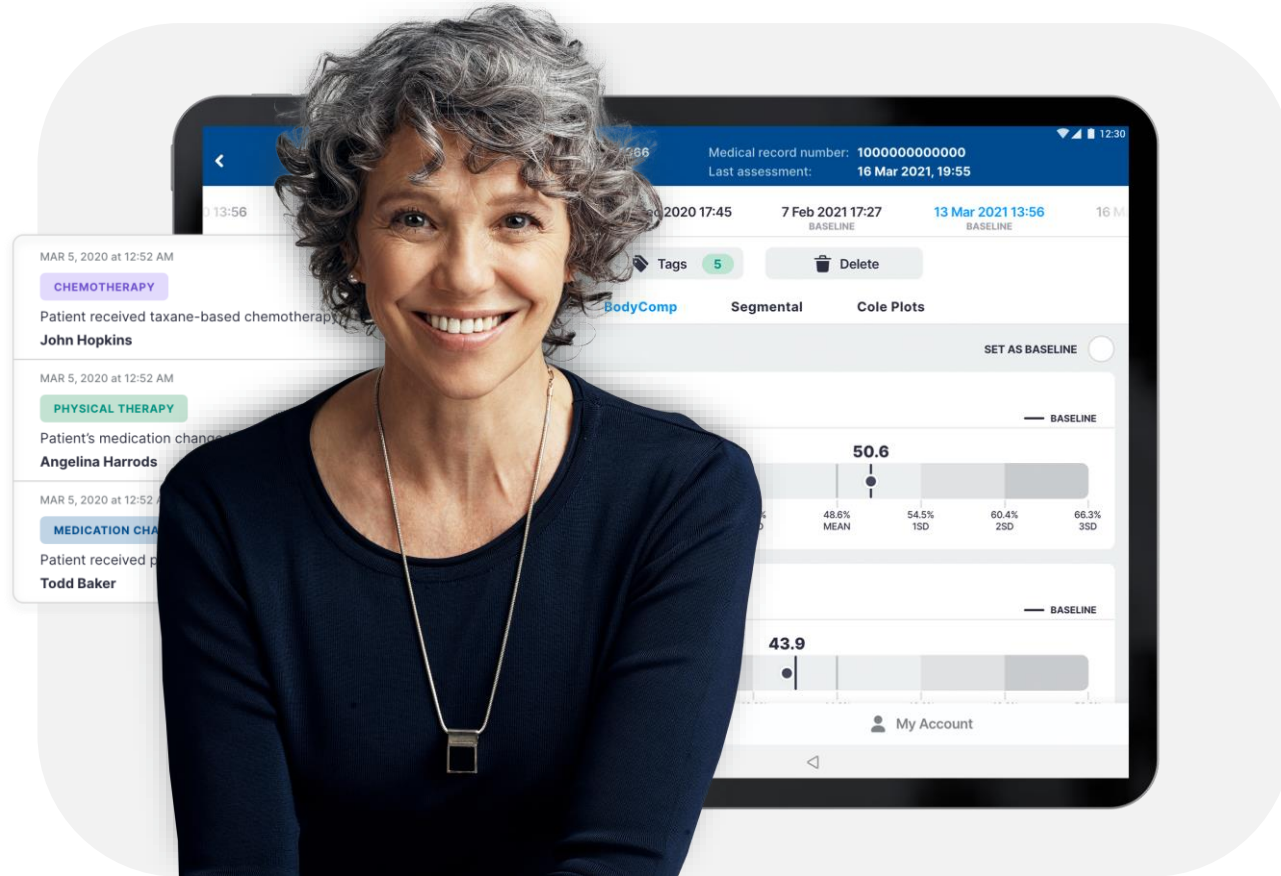 12:30
66 Medical record number: 1000000000000
Last assessment: 16 Mar 2021, 19:55
13:56 2020 17:45 7 Feb 2021 17:27 13 Mar 2021 13:56 16
BASELINE BASELINE
Tags 5 Delete
BodyComp Segmental Cole Plots
SET AS BASELINE
MAR 5, 2020 at 12:52 AM
CHEMOTHERAPY
Patient received taxane-based chemotherapy
John Hopkins
MAR 5, 2020 at 12:52 AM
PHYSICAL THERAPY
Patient's medication
Angelina Harrods
MAR 5, 2020 at 12:52
MEDICATION
Patient received
Todd Baker
BASELINE
50.6
48.6% 54.5% 60.4% 66.3%
MEAN 1SD 2SD 3SD
BASELINE
43.9
My Account